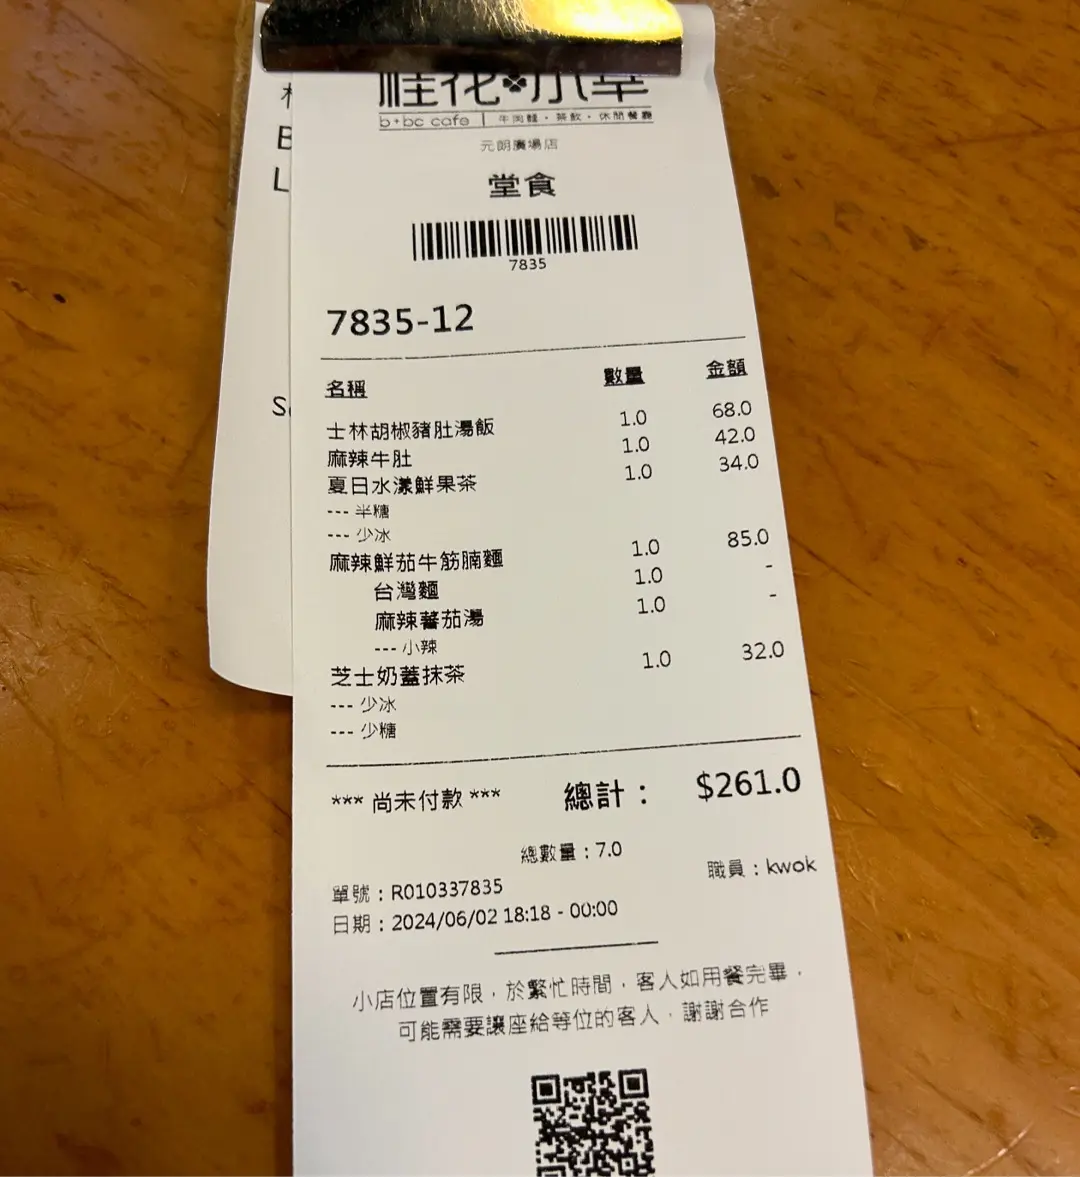 桂花小幸
b+bc cafe | 牛肉麵・茶飲・休閒餐廳
元朗廣場店
堂食
7835
7835-12
名稱 數量 金額
士林胡椒豬肚湯飯 1.0 68.0
麻辣牛肚 1.0 42.0
夏日水漾鮮果茶 1.0 34.0
--- 半糖
--- 少冰
麻辣鮮茄牛筋腩麵 1.0 85.0
台灣麵 1.0 -
麻辣蕃茄湯 1.0 -
--- 小辣
芝士奶蓋抹茶 1.0 32.0
--- 少冰
--- 少糖
*** 尚未付款 *** 總計： $261.0
總數量：7.0
單號：R010337835 職員：kwok
日期：2024/06/02 18:18 - 00:00
小店位置有限，於繁忙時間，客人如用餐完畢，
可能需要讓座給等位的客人，謝謝合作